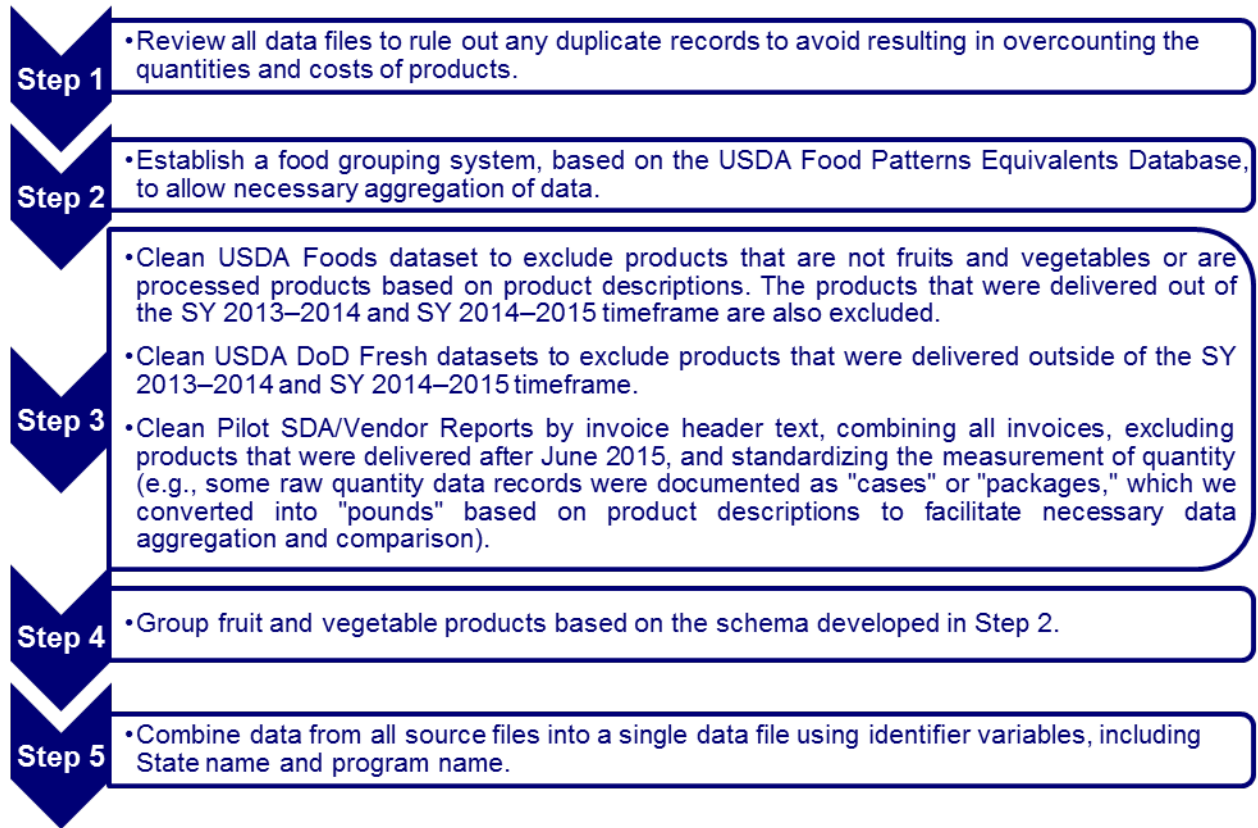 Step 1
•Review all data files to rule out any duplicate records to avoid resulting in overcounting the
quantities and costs of products.
Step 2
•Establish a food grouping system, based on the USDA Food Patterns Equivalents Database,
to allow necessary aggregation of data.
Step 3
•Clean USDA Foods dataset to exclude products that are not fruits and vegetables or are
processed products based on product descriptions. The products that were delivered out of
the SY 2013–2014 and SY 2014–2015 timeframe are also excluded.
•Clean USDA DoD Fresh datasets to exclude products that were delivered outside of the SY
2013–2014 and SY 2014–2015 timeframe.
•Clean Pilot SDA/Vendor Reports by invoice header text, combining all invoices, excluding
products that were delivered after June 2015, and standardizing the measurement of quantity
(e.g., some raw quantity data records were documented as "cases" or "packages," which we
converted into "pounds" based on product descriptions to facilitate necessary data
aggregation and comparison).
Step 4
•Group fruit and vegetable products based on the schema developed in Step 2.
Step 5
•Combine data from all source files into a single data file using identifier variables, including
State name and program name.